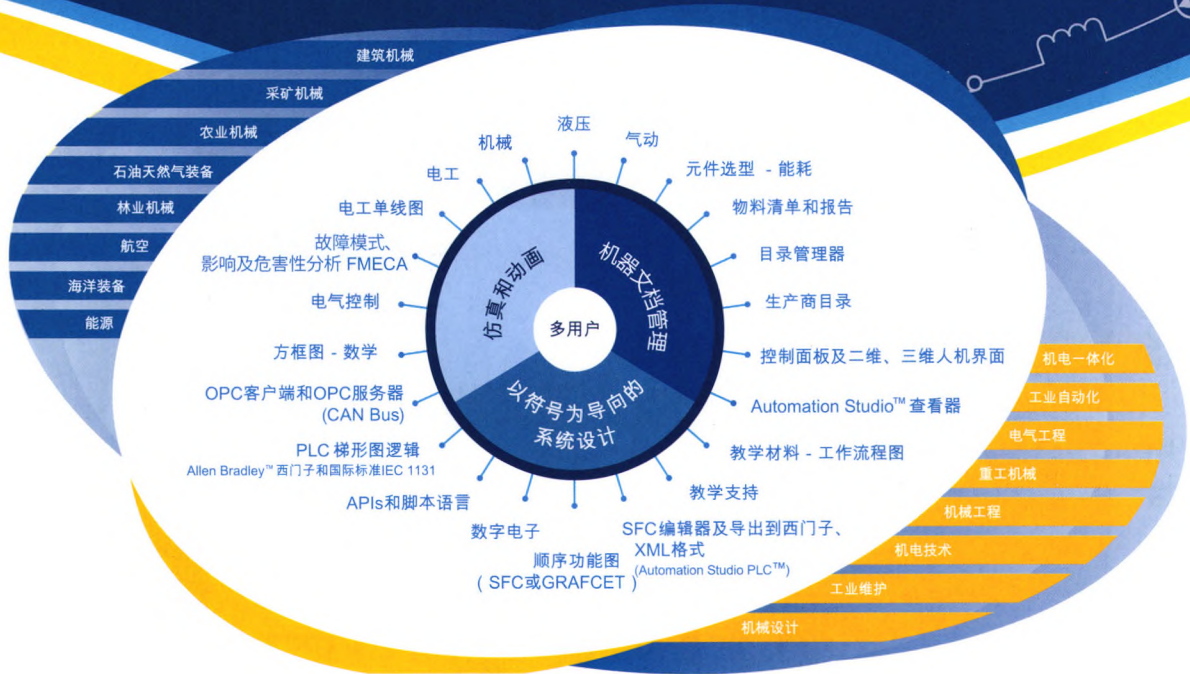 建筑机械
采矿机械
农业机械
石油天然气装备
林业机械
航空
海洋装备
能源
液压
气动
元件选型 - 能耗
物料清单和报告
目录管理器
生产商目录
控制面板及二维、三维人机界面
Automation Studio™ 查看器
教学材料 - 工作流程图
教学支持
SFC编辑器及导出到西门子、
XML格式
(Automation Studio PLC™)
顺序功能图
( SFC或GRAFCET )
数字电子
APIs和脚本语言
PLC 梯形图逻辑
Allen Bradley™ 西门子和国际标准IEC 1131
OPC客户端和OPC服务器
(CAN Bus)
方框图 - 数学
电气控制
故障模式、
影响及危害性分析 FMECA
电工单线图
电工
机械
仿真和动画
机器文档管理
多用户
以符号为导向的
系统设计
机电一体化
工业自动化
电气工程
重工机械
机械工程
机电技术
工业维护
机械设计